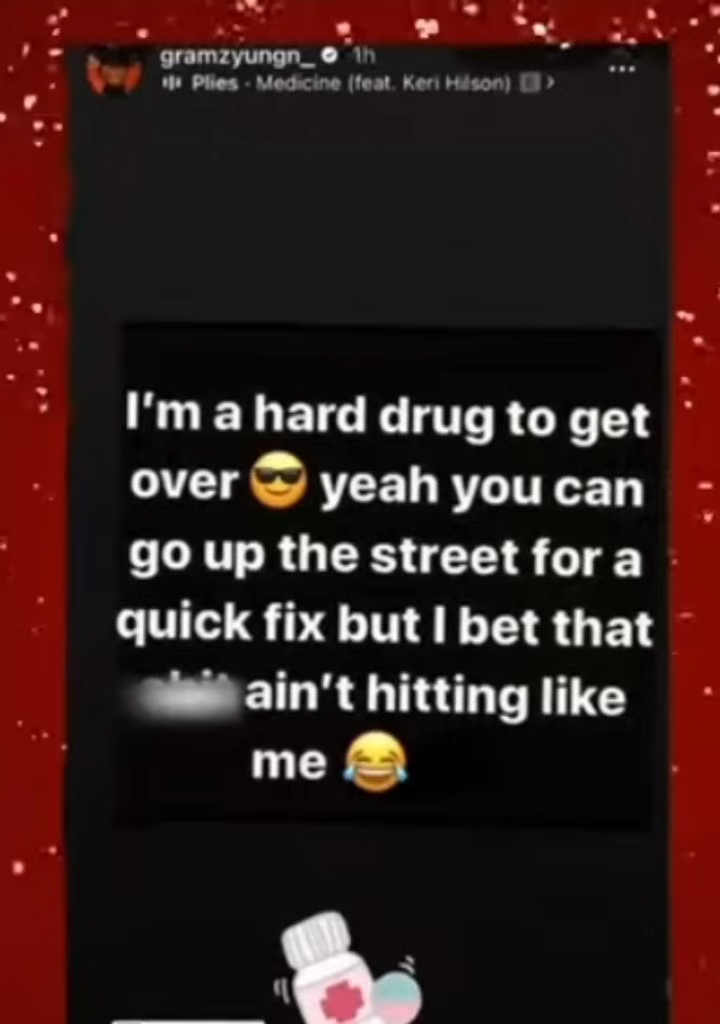 gramzyungn_ 1h
Plies · Medicine (feat. Keri Hilson) E >
I'm a hard drug to get
over 😎 yeah you can
go up the street for a
quick fix but I bet that
ain't hitting like
me 😂